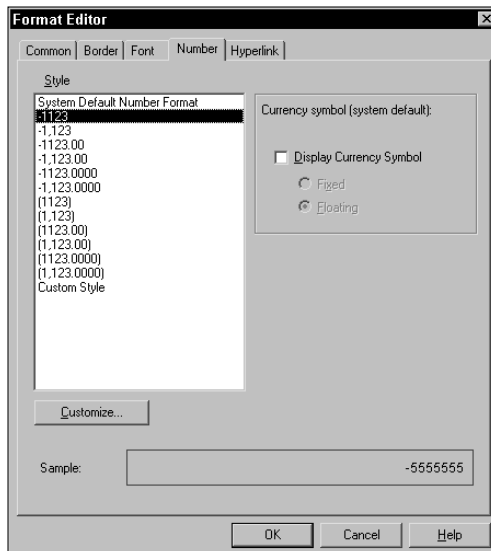 Format Editor
Common Border Font Number Hyperlink
Style
System Default Number Format
-1123
-1,123
-1123.00
-1,123.00
-1123.0000
-1,123.0000
(1123)
(1,123)
(1123.00)
(1,123.00)
(1123.0000)
(1,123.0000)
Custom Style
Currency symbol (system default):
Display Currency Symbol
Fixed
Floating
Customize...
Sample: -5555555
OK Cancel Help